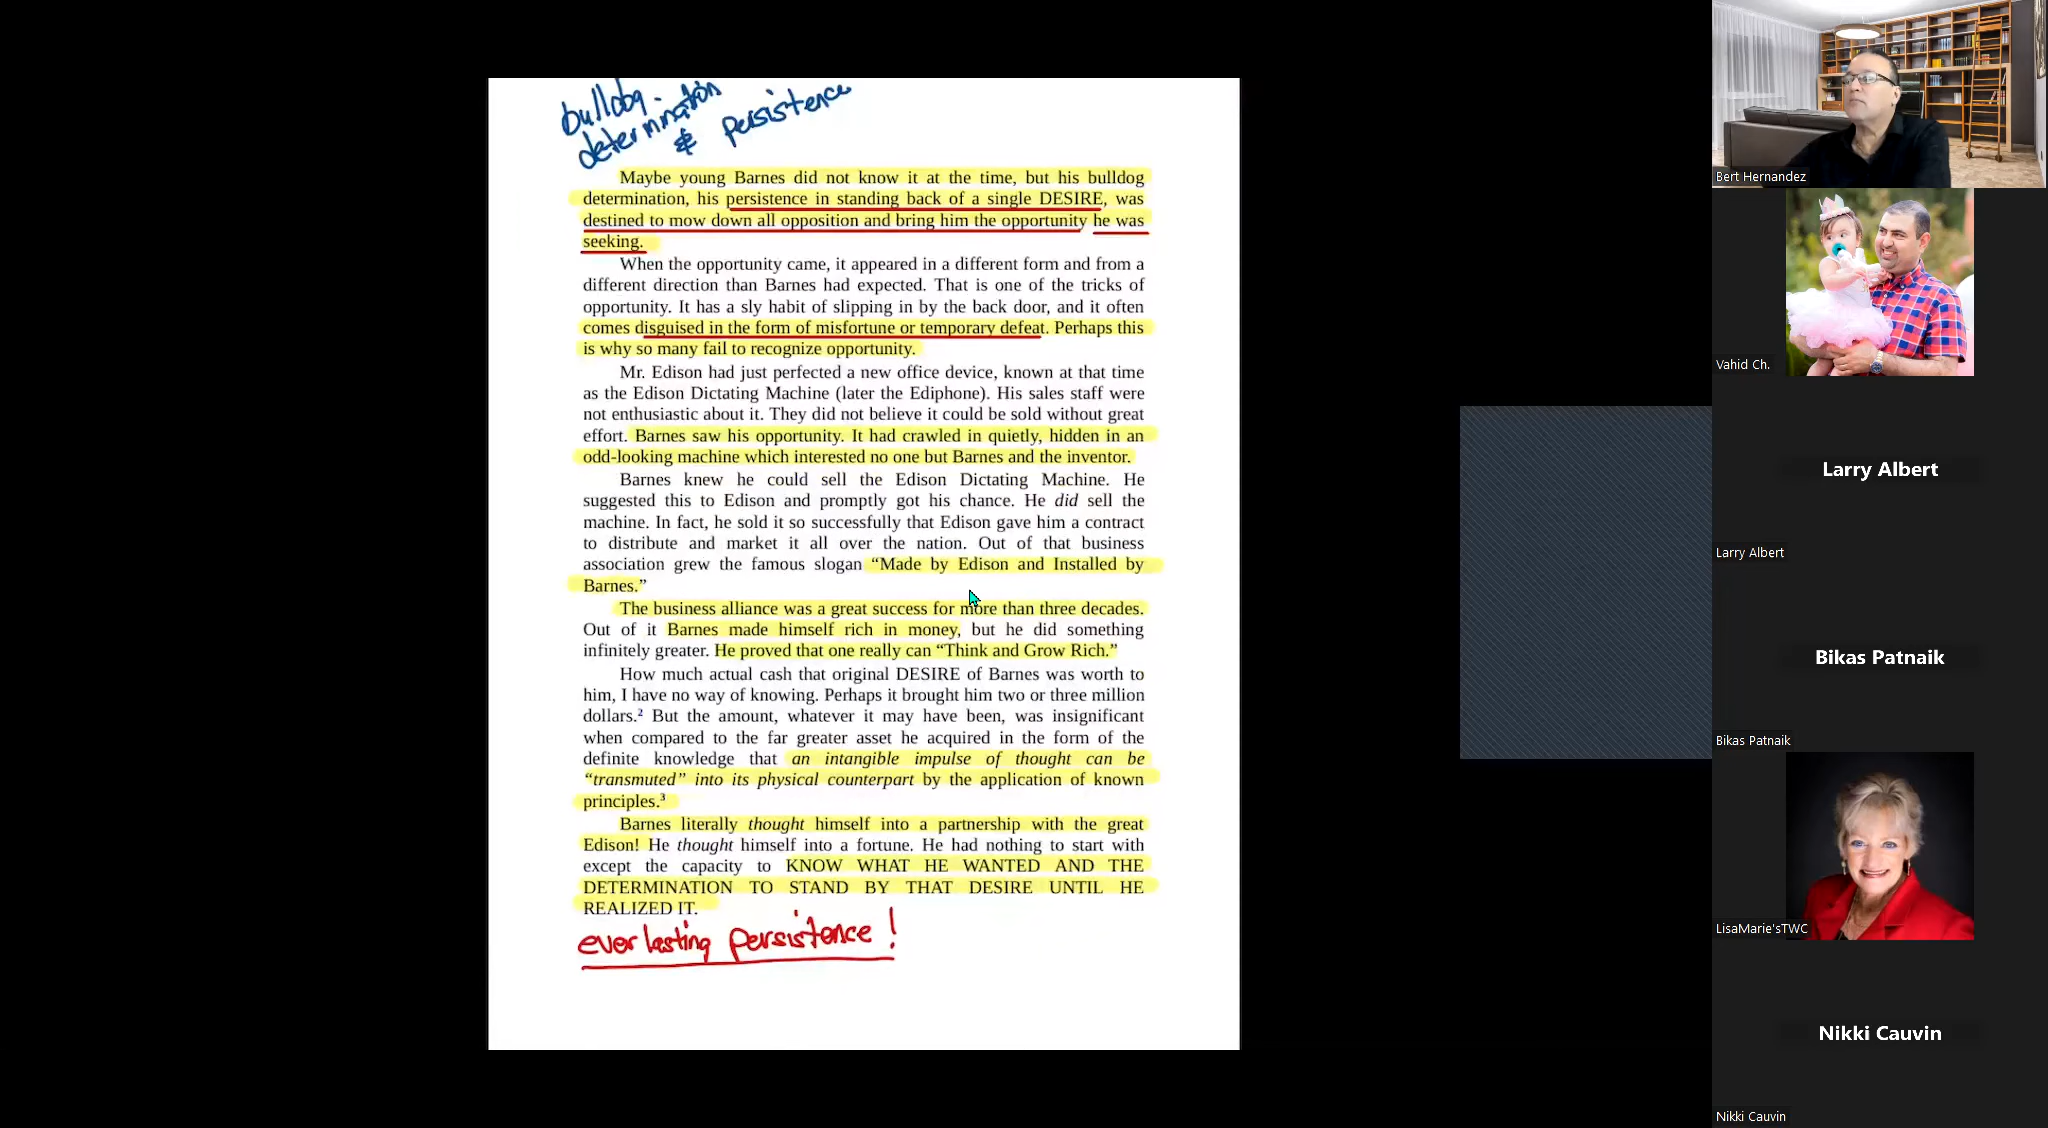 bulldog
determination
& persistence
Maybe young Barnes did not know it at the time, but his bulldog
determination, his persistence in standing back of a single DESIRE, was
destined to mow down all opposition and bring him the opportunity he was
seeking.
When the opportunity came, it appeared in a different form and from a
different direction than Barnes had expected. That is one of the tricks of
opportunity. It has a sly habit of slipping in by the back door, and it often
comes disguised in the form of misfortune or temporary defeat. Perhaps this
is why so many fail to recognize opportunity.
Mr. Edison had just perfected a new office device, known at that time
as the Edison Dictating Machine (later the Ediphone). His sales staff were
not enthusiastic about it. They did not believe it could be sold without great
effort. Barnes saw his opportunity. It had crawled in quietly, hidden in an
odd-looking machine which interested no one but Barnes and the inventor.
Barnes knew he could sell the Edison Dictating Machine. He
suggested this to Edison and promptly got his chance. He did sell the
machine. In fact, he sold it so successfully that Edison gave him a contract
to distribute and market it all over the nation. Out of that business
association grew the famous slogan “Made by Edison and Installed by
Barnes.”
The business alliance was a great success for more than three decades.
Out of it Barnes made himself rich in money, but he did something
infinitely greater. He proved that one really can “Think and Grow Rich.”
How much actual cash that original DESIRE of Barnes was worth to
him, I have no way of knowing. Perhaps it brought him two or three million
dollars.² But the amount, whatever it may have been, was insignificant
when compared to the far greater asset he acquired in the form of the
definite knowledge that an intangible impulse of thought can be
“transmuted” into its physical counterpart by the application of known
principles.³
Barnes literally thought himself into a partnership with the great
Edison! He thought himself into a fortune. He had nothing to start with
except the capacity to KNOW WHAT HE WANTED AND THE
DETERMINATION TO STAND BY THAT DESIRE UNTIL HE
REALIZED IT.
everlasting persistence!
Bert Hernandez
Vahid Ch.
Larry Albert
Larry Albert
Bikas Patnaik
Bikas Patnaik
LisaMarie'sTWC
Nikki Cauvin
Nikki Cauvin